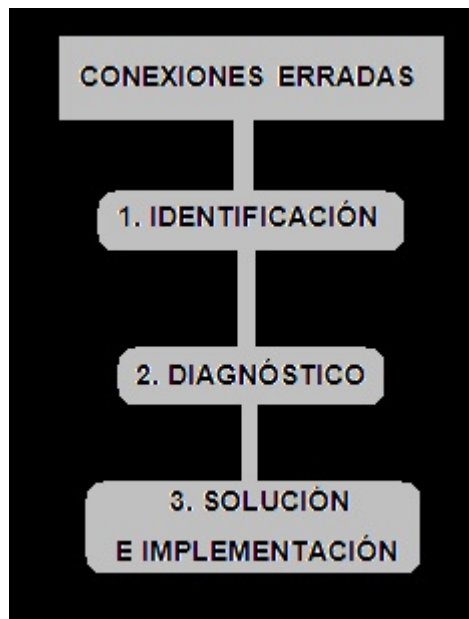 CONEXIONES ERRADAS
1. IDENTIFICACIÓN
2. DIAGNÓSTICO
3. SOLUCIÓN
E IMPLEMENTACIÓN